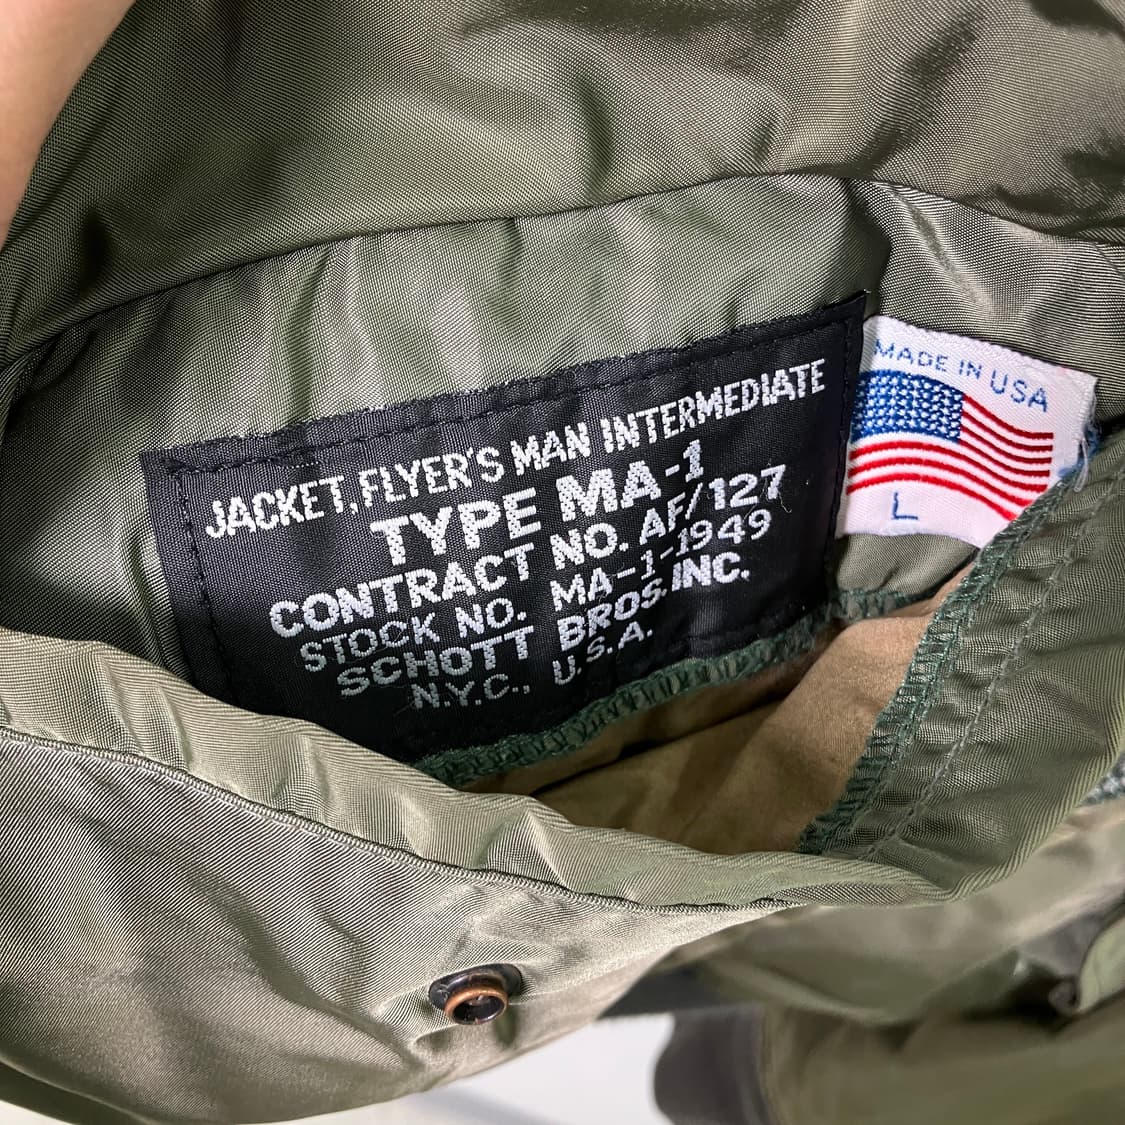 JACKET, FLYER'S MAN INTERMEDIATE
TYPE MA-1
CONTRACT NO. AF/127
STOCK NO. MA-1-1949
SCHOTT BROS. INC.
N.Y.C., U.S.A.
MADE IN USA
L